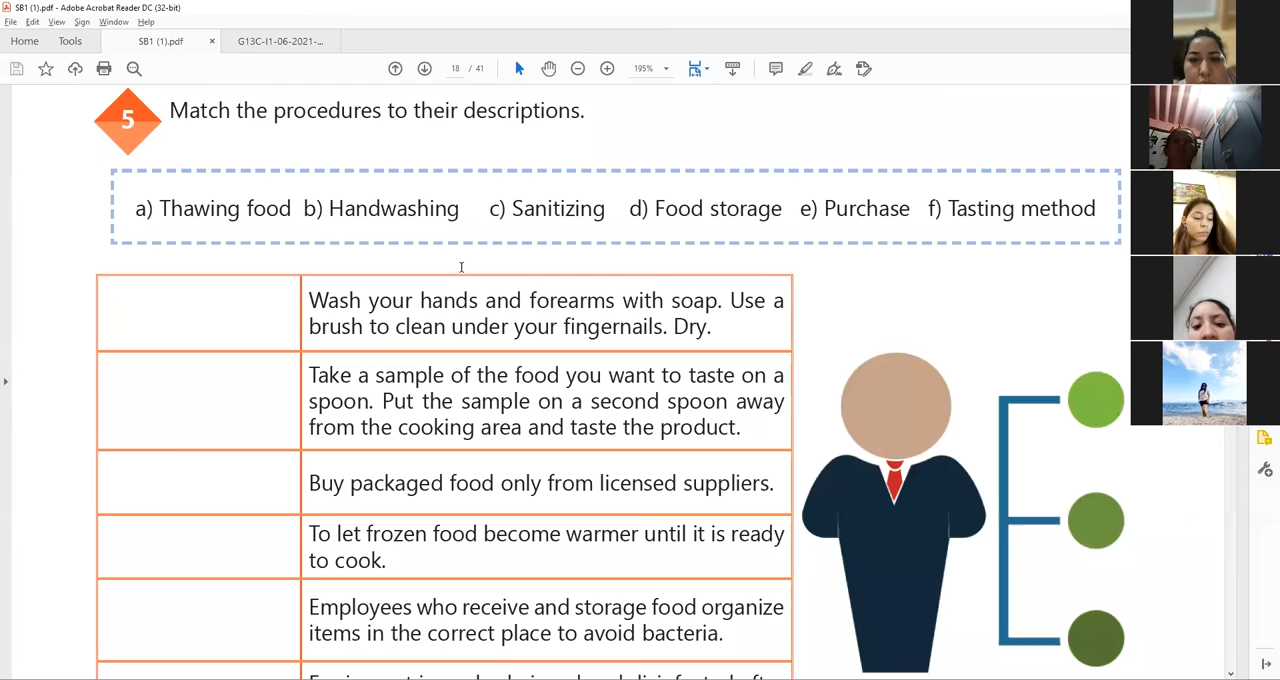 SB1 (1).pdf - Adobe Acrobat Reader DC (32-bit)
File Edit View Sign Window Help
Home Tools SB1 (1).pdf × G13C-I1-06-2021-...
18 / 41 195%
5 Match the procedures to their descriptions.
a) Thawing food b) Handwashing c) Sanitizing d) Food storage e) Purchase f) Tasting method
Wash your hands and forearms with soap. Use a
brush to clean under your fingernails. Dry.
Take a sample of the food you want to taste on a
spoon. Put the sample on a second spoon away
from the cooking area and taste the product.
Buy packaged food only from licensed suppliers.
To let frozen food become warmer until it is ready
to cook.
Employees who receive and storage food organize
items in the correct place to avoid bacteria.